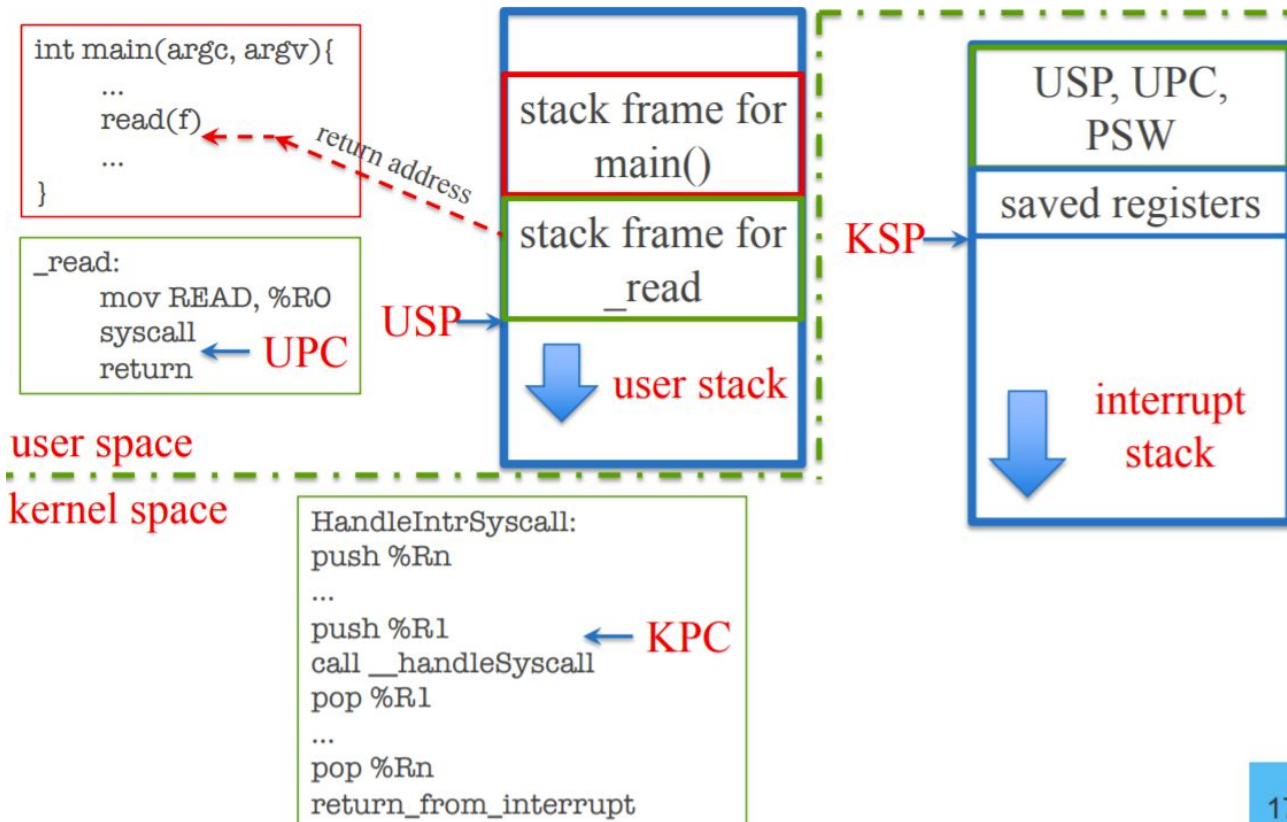 int main(argc, argv){
...
read(f)
...
}
return address
_read:
mov READ, %R0
syscall
return
UPC
stack frame for
main()
stack frame for
_read
USP
user stack
USP, UPC,
PSW
saved registers
KSP
interrupt
stack
user space
kernel space
HandleIntrSyscall:
push %Rn
...
push %R1
call __handleSyscall
pop %R1
...
pop %Rn
return_from_interrupt
KPC